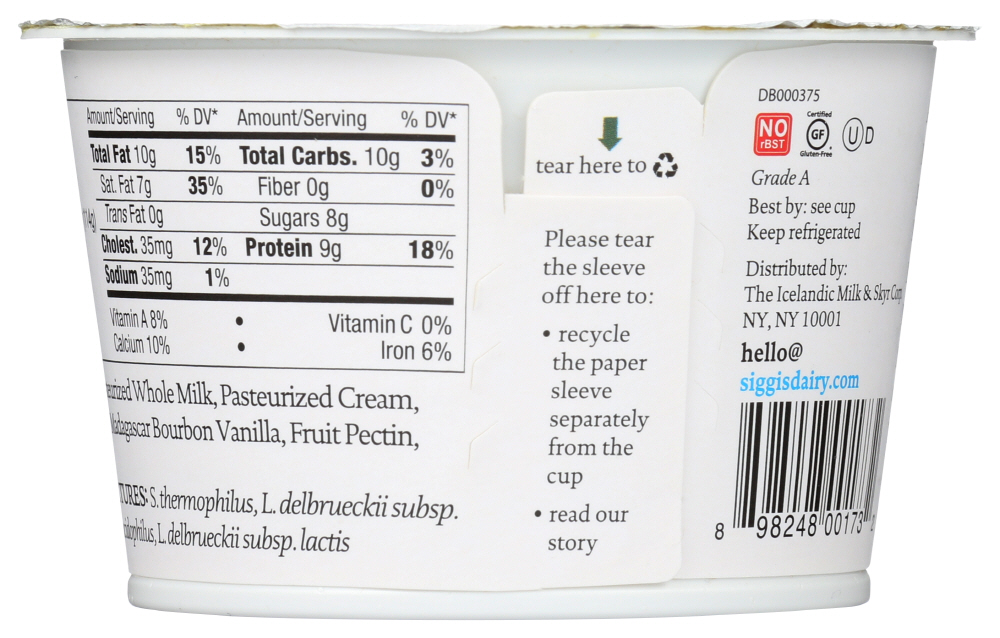 Amount/Serving % DV* Amount/Serving % DV*
Total Fat 10g 15% Total Carbs. 10g 3%
Sat. Fat 7g 35% Fiber 0g 0%
Trans Fat 0g Sugars 8g
Cholest. 35mg 12% Protein 9g 18%
Sodium 35mg 1%
Vitamin A 8% • Vitamin C 0%
Calcium 10% • Iron 6%
Whole Milk, Pasteurized Cream,
Bourbon Vanilla, Fruit Pectin,
S. thermophilus, L. delbrueckii subsp.
L. delbrueckii subsp. lactis
tear here to
Please tear
the sleeve
off here to:
• recycle
the paper
sleeve
separately
from the
cup
• read our
story
DB000375
NO
rBST
Certified
GF
Gluten-Free
U D
Grade A
Best by: see cup
Keep refrigerated
Distributed by:
The Icelandic Milk & Skyr
NY, NY 10001
hello@
siggisdairy.com
8 98248 00173 2